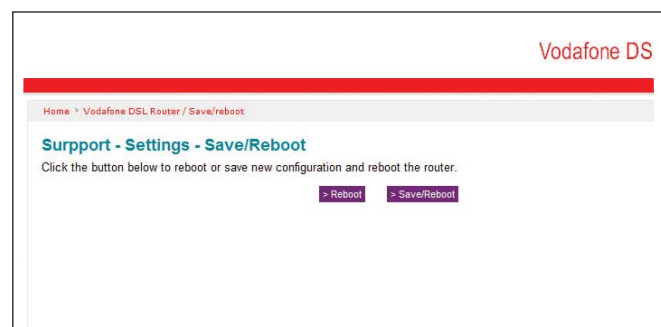 Vodafone DS
Home > Vodafone DSL Router / Save/reboot
Surpport - Settings - Save/Reboot
Click the button below to reboot or save new configuration and reboot the router.
> Reboot > Save/Reboot